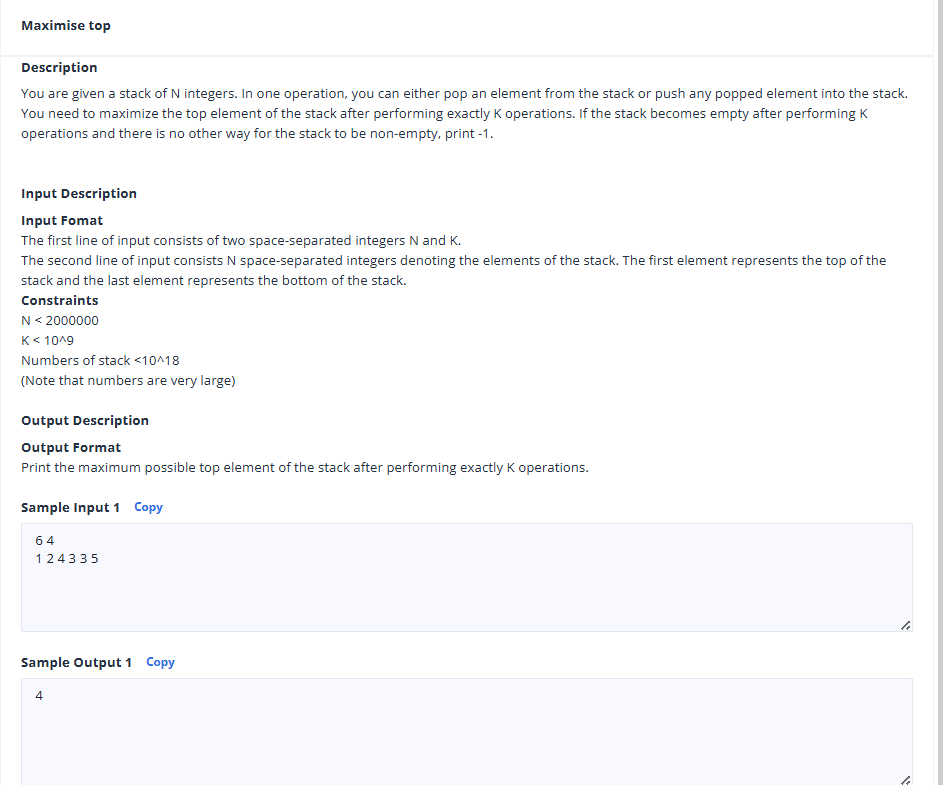 Maximise top
Description
You are given a stack of N integers. In one operation, you can either pop an element from the stack or push any popped element into the stack.
You need to maximize the top element of the stack after performing exactly K operations. If the stack becomes empty after performing K
operations and there is no other way for the stack to be non-empty, print -1.
Input Description
Input Fomat
The first line of input consists of two space-separated integers N and K.
The second line of input consists N space-separated integers denoting the elements of the stack. The first element represents the top of the
stack and the last element represents the bottom of the stack.
Constraints
N < 2000000
K < 10^9
Numbers of stack <10^18
(Note that numbers are very large)
Output Description
Output Format
Print the maximum possible top element of the stack after performing exactly K operations.
Sample Input 1 Copy
6 4
1 2 4 3 3 5
Sample Output 1 Copy
4